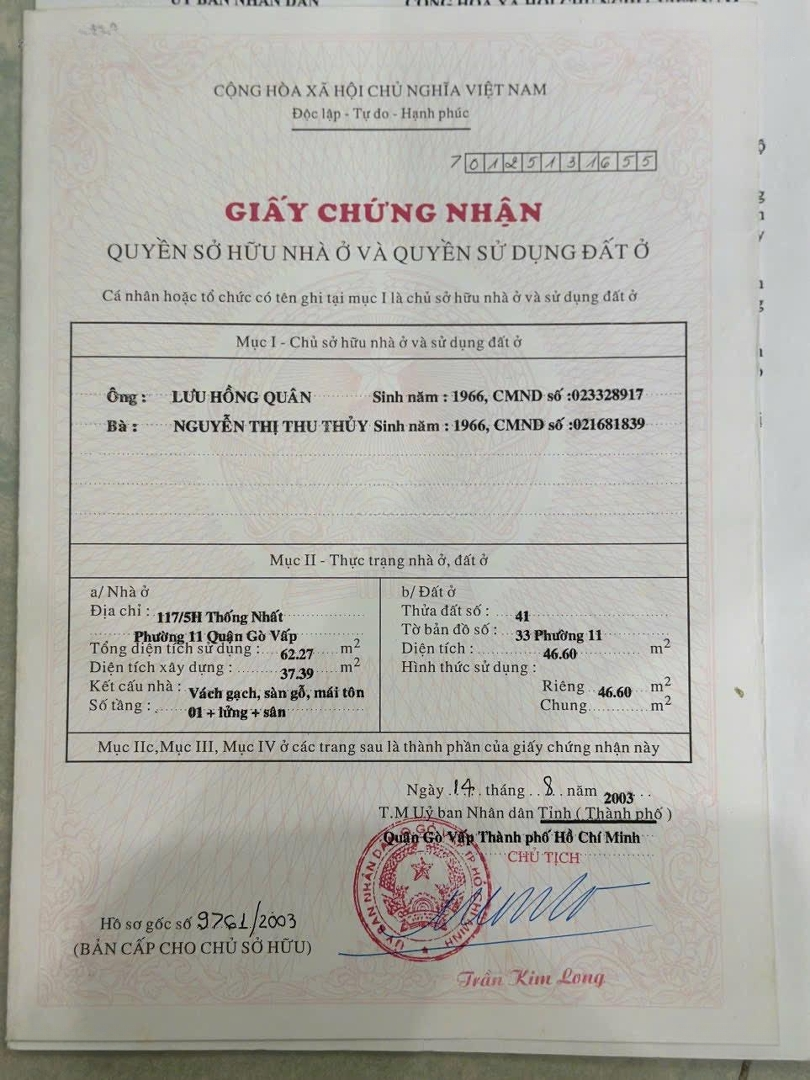 CỘNG HÒA XÃ HỘI CHỦ NGHĨA VIỆT NAM
Độc lập - Tự do - Hạnh phúc
70125131655
GIẤY CHỨNG NHẬN
QUYỀN SỞ HỮU NHÀ Ở VÀ QUYỀN SỬ DỤNG ĐẤT Ở
Cá nhân hoặc tổ chức có tên ghi tại mục I là chủ sở hữu nhà ở và sử dụng đất ở
Mục I - Chủ sở hữu nhà ở và sử dụng đất ở
Ông : LƯU HỒNG QUÂN Sinh năm : 1966, CMND số :023328917
Bà : NGUYỄN THỊ THU THỦY Sinh năm : 1966, CMND số :021681839
Mục II - Thực trạng nhà ở, đất ở
a/ Nhà ở
Địa chỉ : 117/5H Thống Nhất
Phường 11 Quận Gò Vấp
Tổng diện tích sử dụng : 62.27 m2
Diện tích xây dựng : 37.39 m2
Kết cấu nhà : Vách gạch, sàn gỗ, mái tôn
Số tầng : 01 + lửng + sân
b/ Đất ở
Thửa đất số : 41
Tờ bản đồ số : 33 Phường 11
Diện tích : 46.60 m2
Hình thức sử dụng :
Riêng 46.60 m2
Chung m2
Mục IIc,Mục III, Mục IV ở các trang sau là thành phần của giấy chứng nhận này
Ngày 14 tháng 8 năm 2003
T.M Uỷ ban Nhân dân Tỉnh ( Thành phố )
Quận Gò Vấp Thành phố Hồ Chí Minh
CHỦ TỊCH
Hồ sơ gốc số 9761/2003
(BẢN CẤP CHO CHỦ SỞ HỮU)
Trần Kim Long